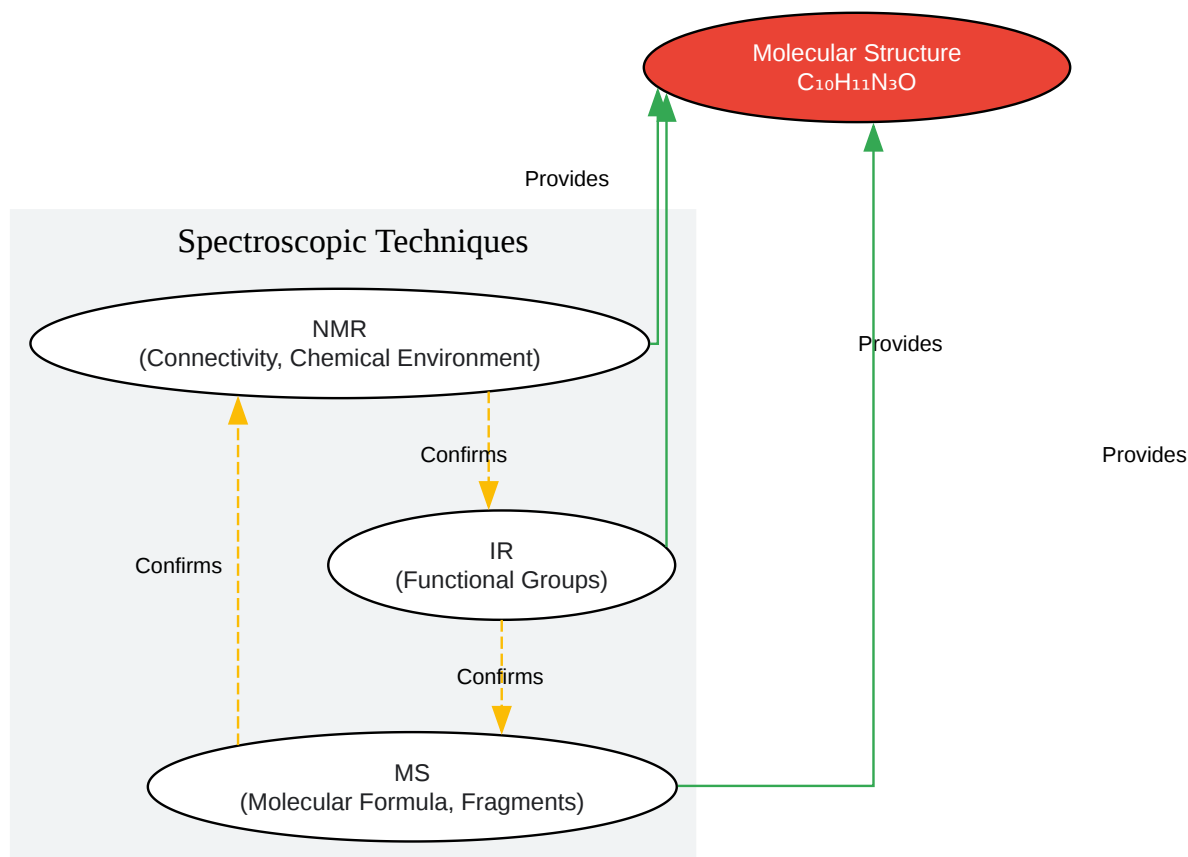 Molecular Structure
C₁₀H₁₁N₃O
Provides
Spectroscopic Techniques
NMR
(Connectivity, Chemical Environment)
Provides
Confirms
Provides
IR
(Functional Groups)
Confirms
Confirms
MS
(Molecular Formula, Fragments)